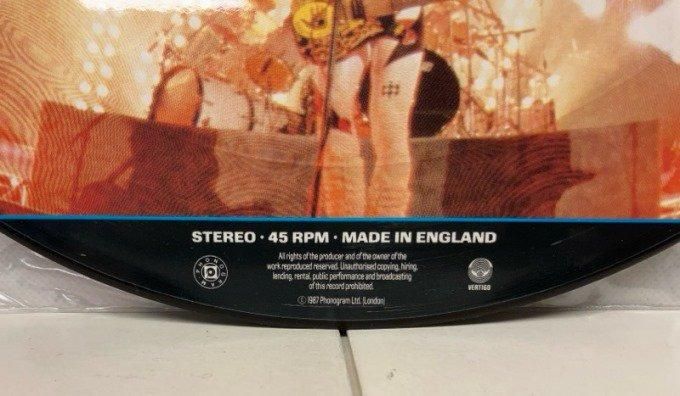 STEREO · 45 RPM · MADE IN ENGLAND
All rights of the producer and of the owner of the
work reproduced reserved. Unauthorised copying, hiring,
lending, rental, public performance and broadcasting
of this record prohibited.
Ⓒ 1987 Phonogram Ltd. (London)
PHONOGRAM
VERTIGO